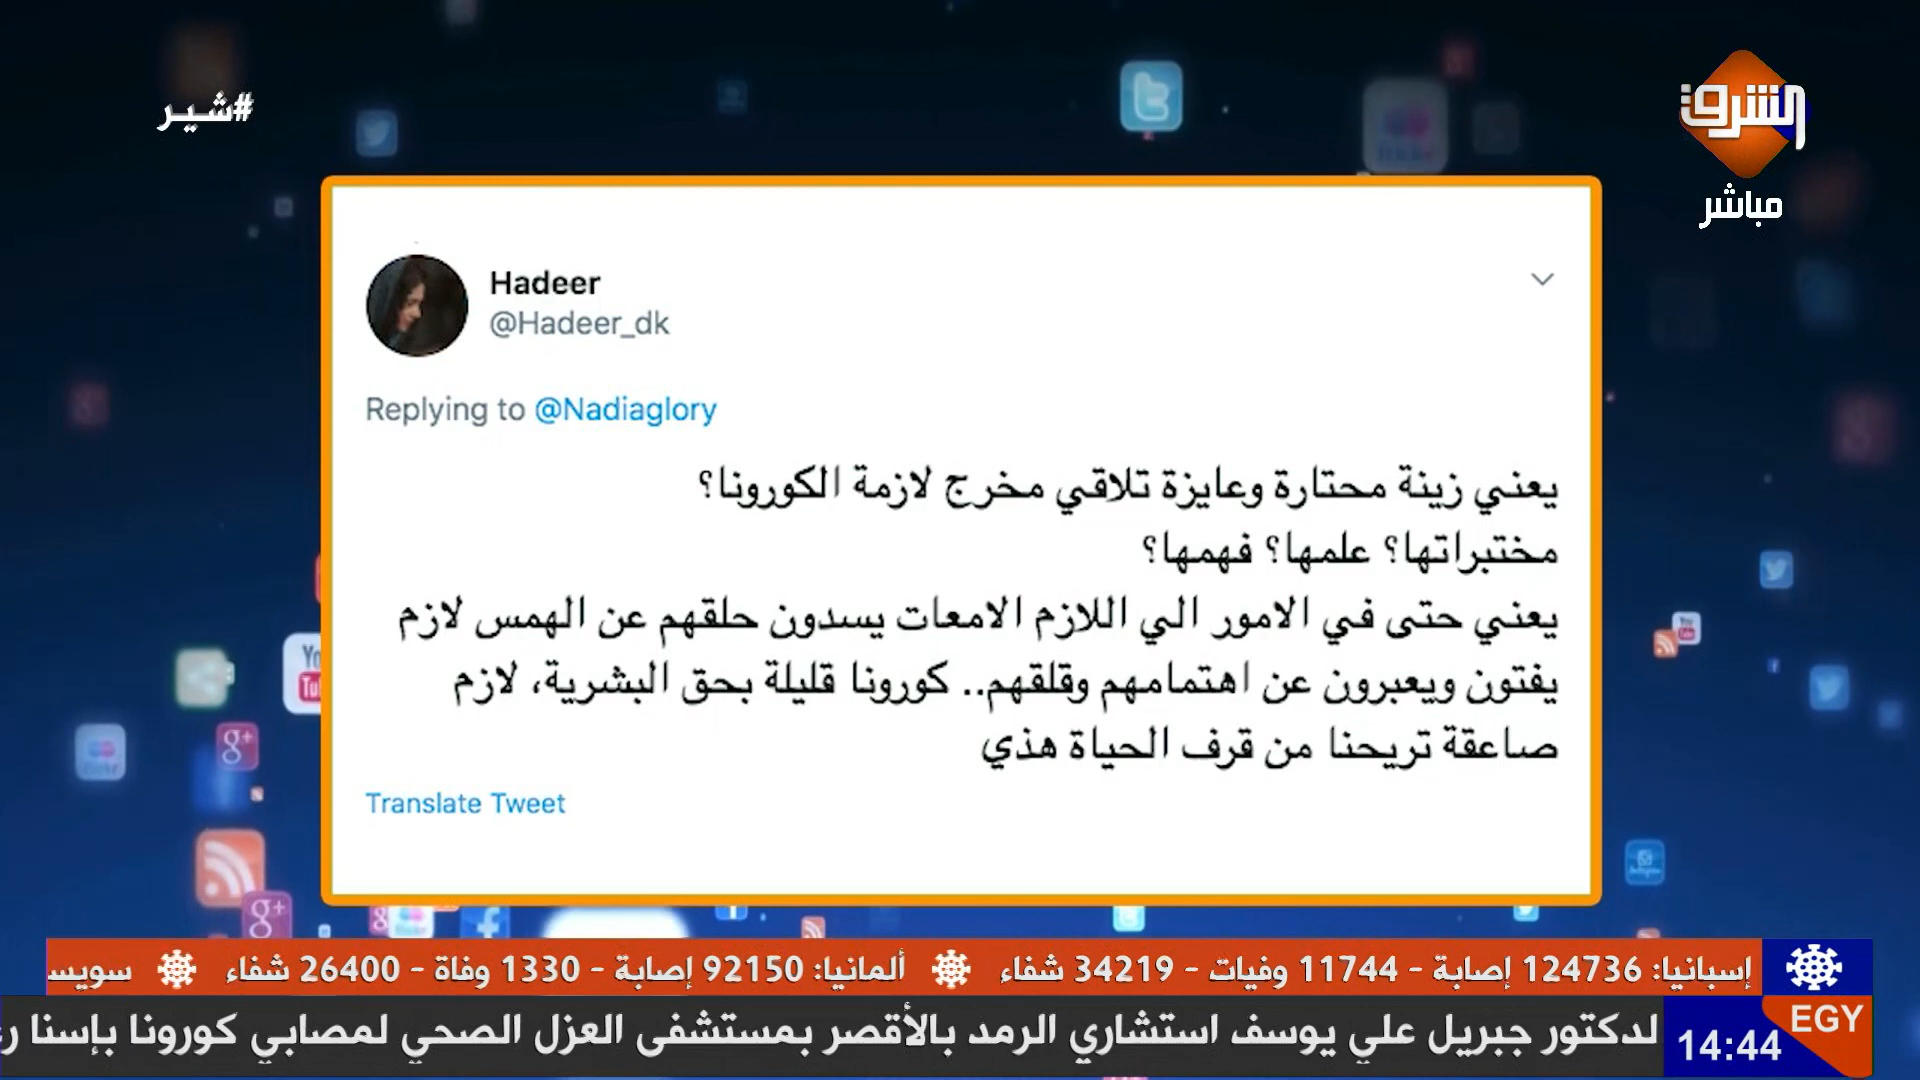 #شير
الشرق
مباشر
Hadeer
@Hadeer_dk
Replying to @Nadiaglory
يعني زينة محتارة وعايزة تلاقي مخرج لازمة الكورونا؟
مختبراتها؟ علمها؟ فهمها؟
يعني حتى في الامور الي اللازم الامعات يسدون حلقهم عن الهمس لازم
يفتون ويعبرون عن اهتمامهم وقلقهم.. كورونا قليلة بحق البشرية، لازم
صاعقة تريحنا من قرف الحياة هذي
Translate Tweet
إسبانيا: 124736 إصابة - 11744 وفيات - 34219 شفاء ألمانيا: 92150 إصابة - 1330 وفاة - 26400 شفاء سويس
EGY
14:44
لدكتور جبريل علي يوسف استشاري الرمد بالأقصر بمستشفى العزل الصحي لمصابي كورونا بإسنا